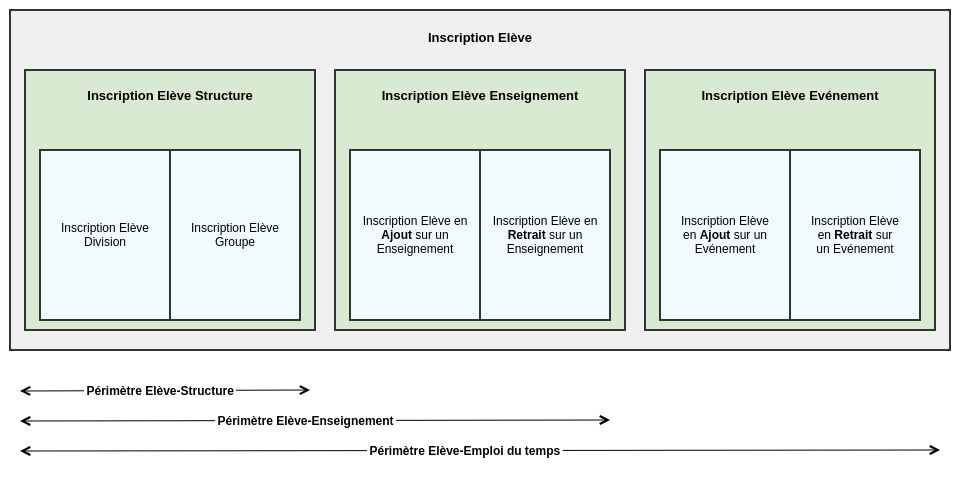 Inscription Elève
Inscription Elève Structure
Inscription Elève Enseignement
Inscription Elève Evénement
Inscription Elève
Division
Inscription Elève
Groupe
Inscription Elève en
Ajout sur un
Enseignement
Inscription Elève en
Retrait sur un
Enseignement
Inscription Elève
en Ajout sur un
Evénement
Inscription Elève
en Retrait sur
un Evénement
Périmètre Elève-Structure
Périmètre Elève-Enseignement
Périmètre Elève-Emploi du temps